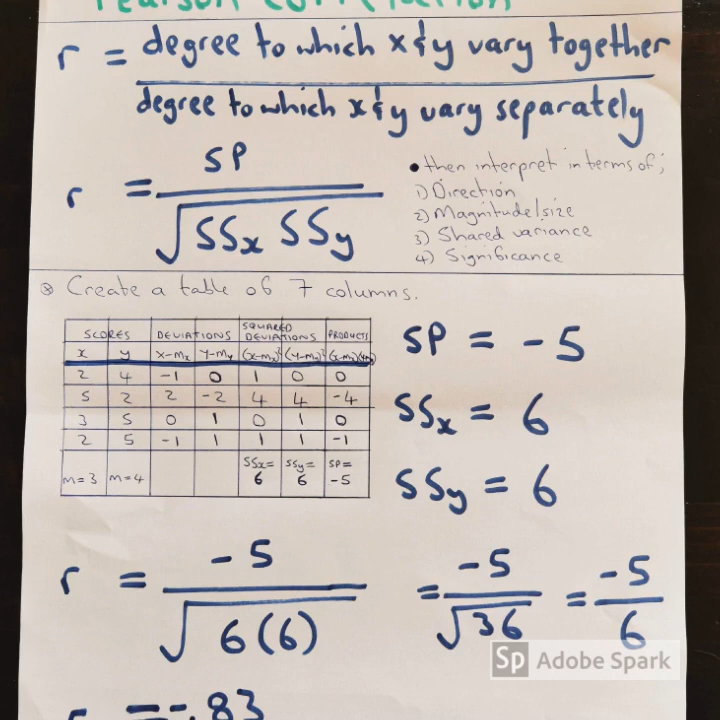 Pearson Correlation
r = degree to which x & y vary together
degree to which x & y vary separately
r = SP
√SSx SSy
• then interpret in terms of;
1) Direction
2) Magnitude/size
3) Shared variance
4) Significance
⊗ Create a table of 7 columns.
SCORES DEVIATIONS SQUARED DEVIATIONS PRODUCTS
x y x-mx Y-My (x-mx)² (y-my)² (x-mx)(y-my)
2 4 -1 0 1 0 0
5 2 2 -2 4 4 -4
3 5 0 1 0 1 0
2 5 -1 1 1 1 -1
m=3 m=4 SSx= 6 SSy= 6 SP= -5
SP = -5
SSx = 6
SSy = 6
r = -5 = -5 = -5
√6(6) √36 6
Sp Adobe Spark
r = -.83